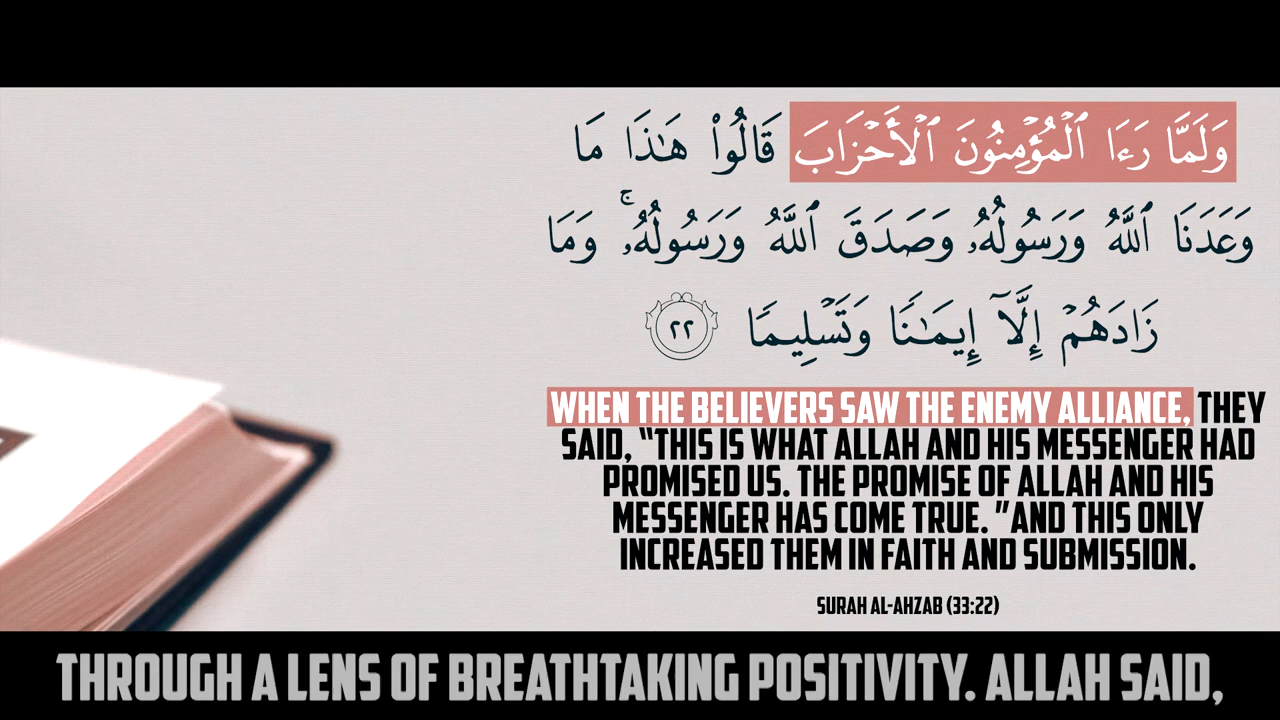 وَلَمَّا رَءَا ٱلْمُؤْمِنُونَ ٱلْأَحْزَابَ قَالُوا۟ هَٰذَا مَا
وَعَدَنَا ٱللَّهُ وَرَسُولُهُۥ وَصَدَقَ ٱللَّهُ وَرَسُولُهُۥ ۚ وَمَا
زَادَهُمْ إِلَّآ إِيمَٰنًا وَتَسْلِيمًا ٢٢
WHEN THE BELIEVERS SAW THE ENEMY ALLIANCE, THEY
SAID, "THIS IS WHAT ALLAH AND HIS MESSENGER HAD
PROMISED US. THE PROMISE OF ALLAH AND HIS
MESSENGER HAS COME TRUE. "AND THIS ONLY
INCREASED THEM IN FAITH AND SUBMISSION.
SURAH AL-AHZAB (33:22)
THROUGH A LENS OF BREATHTAKING POSITIVITY. ALLAH SAID,